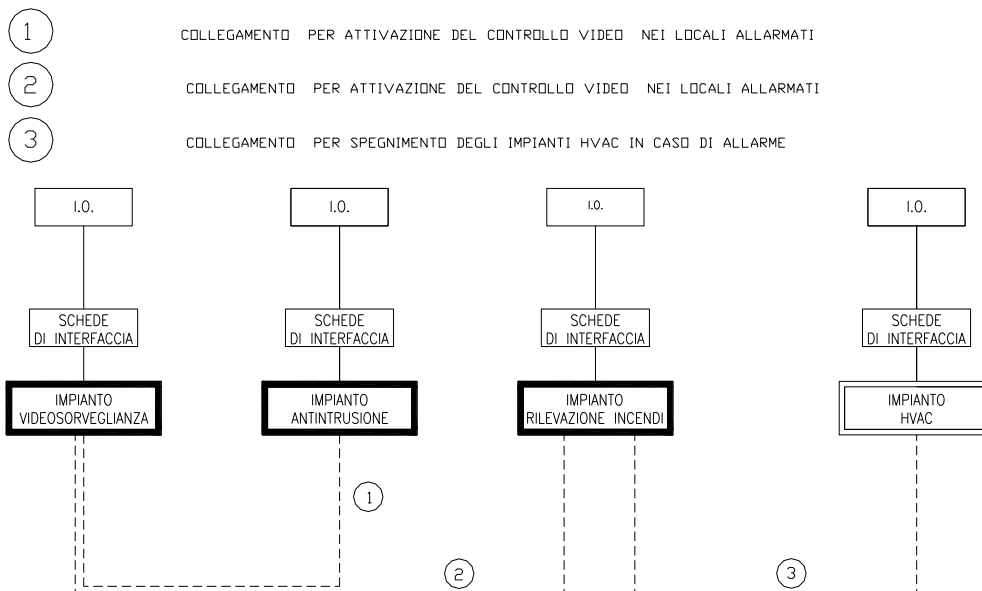 1 COLLEGAMENTO PER ATTIVAZIONE DEL CONTROLLO VIDEO NEI LOCALI ALLARMATI
2 COLLEGAMENTO PER ATTIVAZIONE DEL CONTROLLO VIDEO NEI LOCALI ALLARMATI
3 COLLEGAMENTO PER SPEGNIMENTO DEGLI IMPIANTI HVAC IN CASO DI ALLARME
I.O.
I.O.
I.O.
I.O.
SCHEDE
DI INTERFACCIA
SCHEDE
DI INTERFACCIA
SCHEDE
DI INTERFACCIA
SCHEDE
DI INTERFACCIA
IMPIANTO
VIDEOSORVEGLIANZA
IMPIANTO
ANTINTRUSIONE
IMPIANTO
RILEVAZIONE INCENDI
IMPIANTO
HVAC
1
2
3